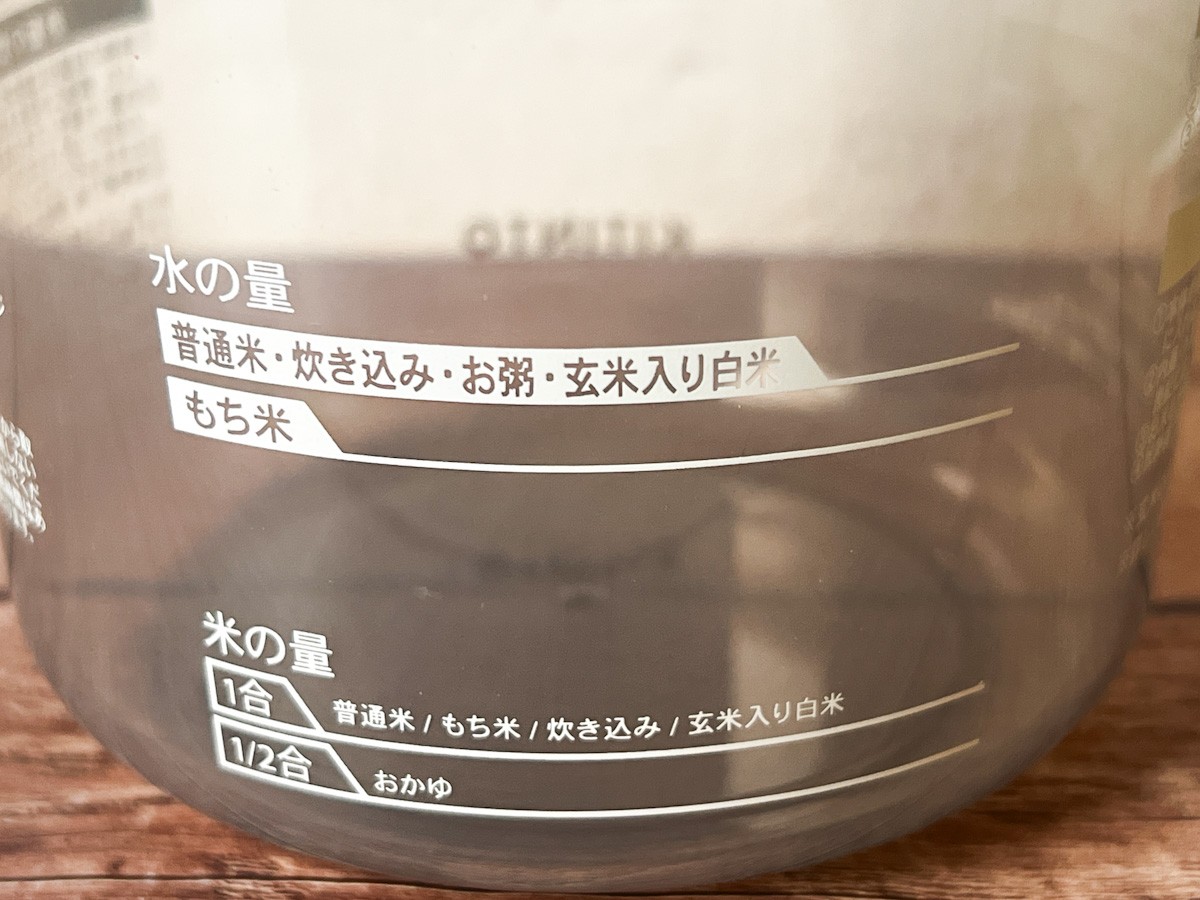 水の量
普通米・炊き込み・お粥・玄米入り白米
もち米
米の量
1合
普通米 / もち米 / 炊き込み / 玄米入り白米
1/2合
おかゆ